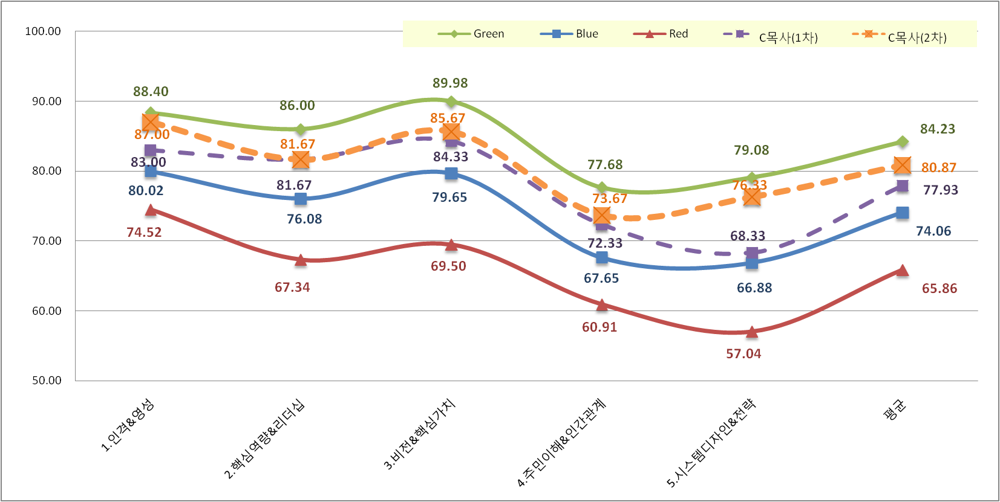 100.00
90.00
80.00
70.00
60.00
50.00
Green Blue Red C목사(1차) C목사(2차)
88.40 86.00 89.98 77.68 79.08 84.23
87.00 81.67 85.67 73.67 76.33 80.87
83.00 81.67 84.33 72.33 68.33 77.93
80.02 76.08 79.65 67.65 66.88 74.06
74.52 67.34 69.50 60.91 57.04 65.86
1.인격&영성
2.핵심역량&리더십
3.비전&핵심가치
4.주민이해&인간관계
5.시스템디자인&전략
평균